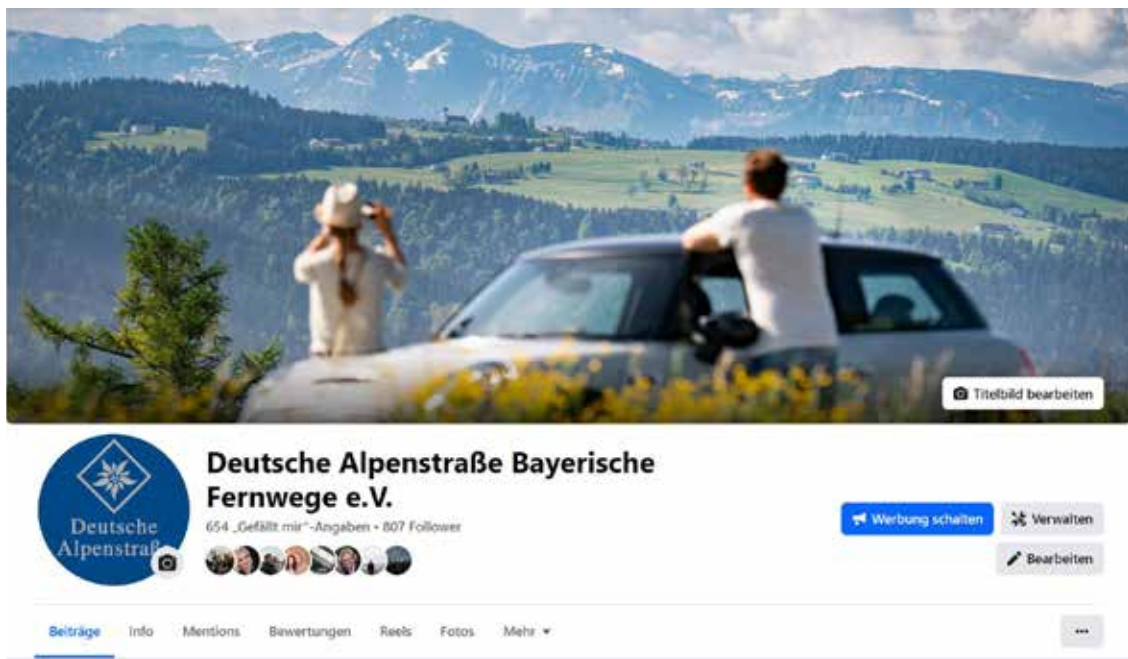 Titelbild bearbeiten
Deutsche Alpenstraße Bayerische
Fernwege e.V.
654 „Gefällt mir“-Angaben • 807 Follower
Deutsche
Alpenstraß
Werbung schalten
Verwalten
Bearbeiten
Beiträge Info Mentions Bewertungen Reels Fotos Mehr